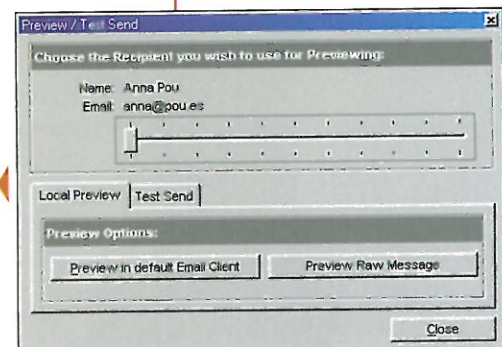 Preview / Test Send
Choose the Recipient you wish to use for Previewing:
Name: Anna Pou
Email: anna@pou.es
Local Preview Test Send
Preview Options:
Preview in default Email Client Preview Raw Message
Close